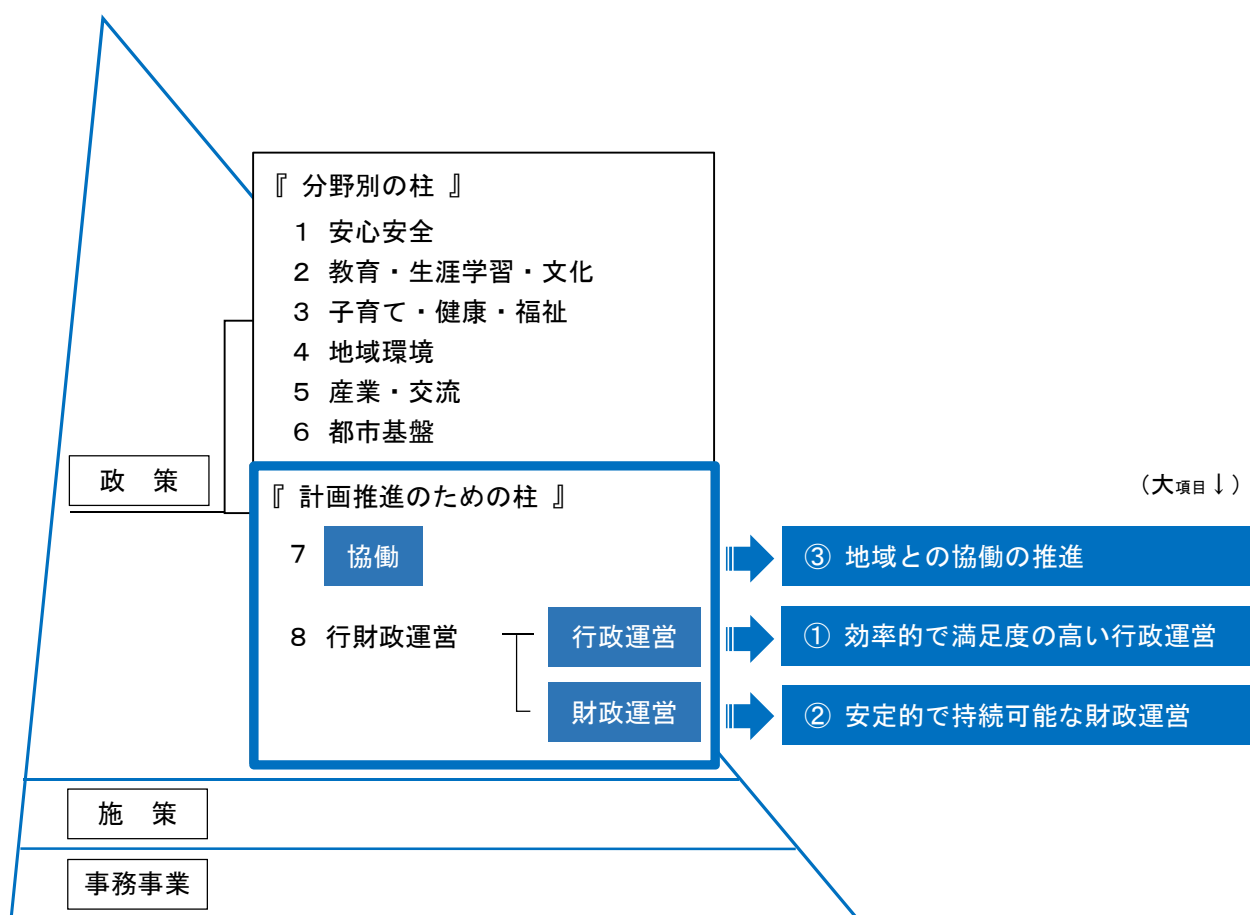 『 分野別の柱 』
１ 安心安全
２ 教育・生涯学習・文化
３ 子育て・健康・福祉
４ 地域環境
５ 産業・交流
６ 都市基盤
政 策
『 計画推進のための柱 』
（大項目↓）
７ 協働
③ 地域との協働の推進
８ 行財政運営
行政運営
① 効率的で満足度の高い行政運営
財政運営
② 安定的で持続可能な財政運営
施 策
事務事業